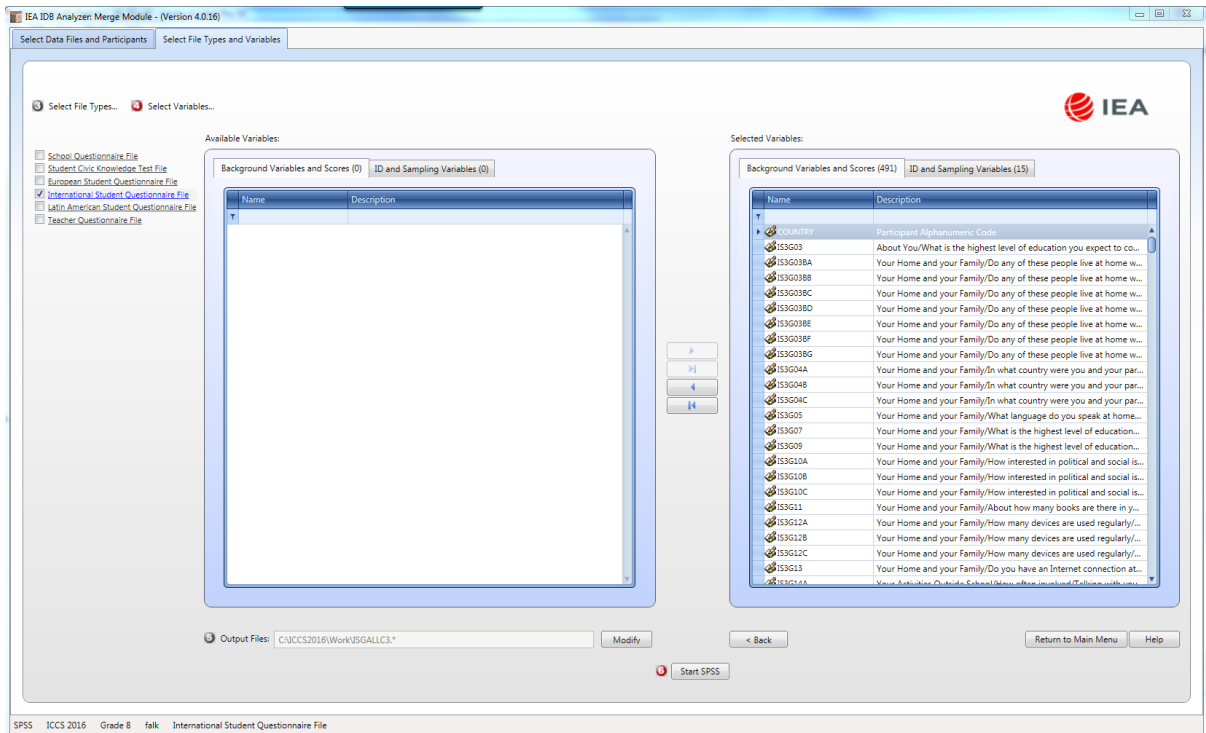 IEA IDB Analyzer: Merge Module - (Version 4.0.16)
Select Data Files and Participants Select File Types and Variables
3 Select File Types... 4 Select Variables...
IEA
Available Variables: Selected Variables:
School Questionnaire File
Student Civic Knowledge Test File
European Student Questionnaire File
International Student Questionnaire File
Latin American Student Questionnaire File
Teacher Questionnaire File
Background Variables and Scores (0) ID and Sampling Variables (0)
Name Description
Background Variables and Scores (491) ID and Sampling Variables (15)
Name Description
COUNTRY Participant Alphanumeric Code
IS3G03 About You/What is the highest level of education you expect to co...
IS3G03BA Your Home and your Family/Do any of these people live at home w...
IS3G03BB Your Home and your Family/Do any of these people live at home w...
IS3G03BC Your Home and your Family/Do any of these people live at home w...
IS3G03BD Your Home and your Family/Do any of these people live at home w...
IS3G03BE Your Home and your Family/Do any of these people live at home w...
IS3G03BF Your Home and your Family/Do any of these people live at home w...
IS3G03BG Your Home and your Family/Do any of these people live at home w...
IS3G04A Your Home and your Family/In what country were you and your par...
IS3G04B Your Home and your Family/In what country were you and your par...
IS3G04C Your Home and your Family/In what country were you and your par...
IS3G05 Your Home and your Family/What language do you speak at home...
IS3G07 Your Home and your Family/What is the highest level of education...
IS3G09 Your Home and your Family/What is the highest level of education...
IS3G10A Your Home and your Family/How interested in political and social is...
IS3G10B Your Home and your Family/How interested in political and social is...
IS3G10C Your Home and your Family/How interested in political and social is...
IS3G11 Your Home and your Family/About how many books are there in y...
IS3G12A Your Home and your Family/How many devices are used regularly/...
IS3G12B Your Home and your Family/How many devices are used regularly/...
IS3G12C Your Home and your Family/How many devices are used regularly/...
IS3G13 Your Home and your Family/Do you have an Internet connection at...
IS3G14A Your Activities Outside School/How often involved/Talking with you...
5 Output Files: C:\ICCS2016\Work\ISGALLC3.* Modify < Back Return to Main Menu Help
6 Start SPSS
SPSS ICCS 2016 Grade 8 falk International Student Questionnaire File